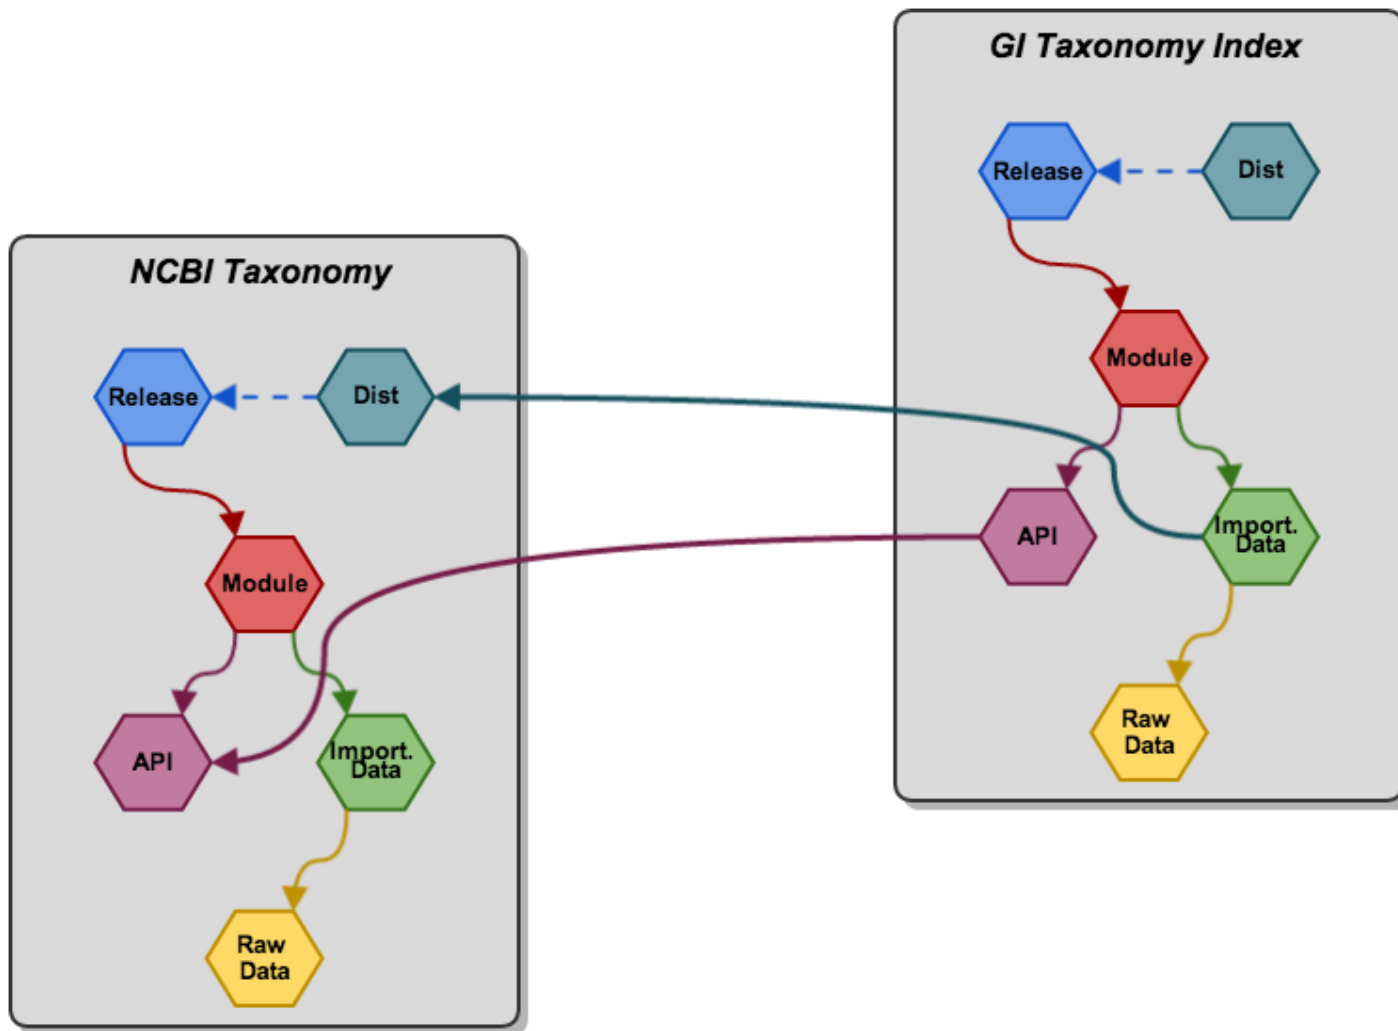 GI Taxonomy Index
Release
Dist
Module
API
Import.
Data
Raw
Data
NCBI Taxonomy
Release
Dist
Module
API
Import.
Data
Raw
Data